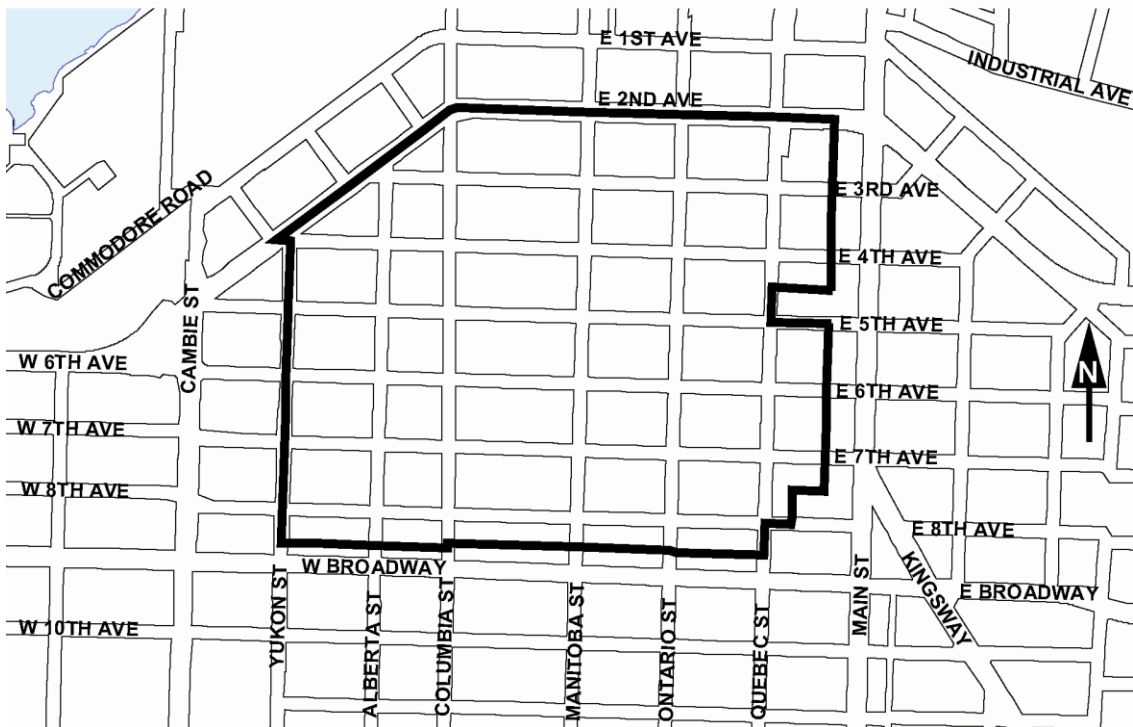 E 1ST AVE
INDUSTRIAL AVE
E 2ND AVE
E 3RD AVE
COMMODORE ROAD
E 4TH AVE
CAMBIE ST
E 5TH AVE
W 6TH AVE
N
E 6TH AVE
W 7TH AVE
E 7TH AVE
W 8TH AVE
E 8TH AVE
W BROADWAY
KINGSWAY
E BROADWAY
MAIN ST
W 10TH AVE
YUKON ST
ALBERTA ST
COLUMBIA ST
MANITOBA ST
ONTARIO ST
QUEBEC ST